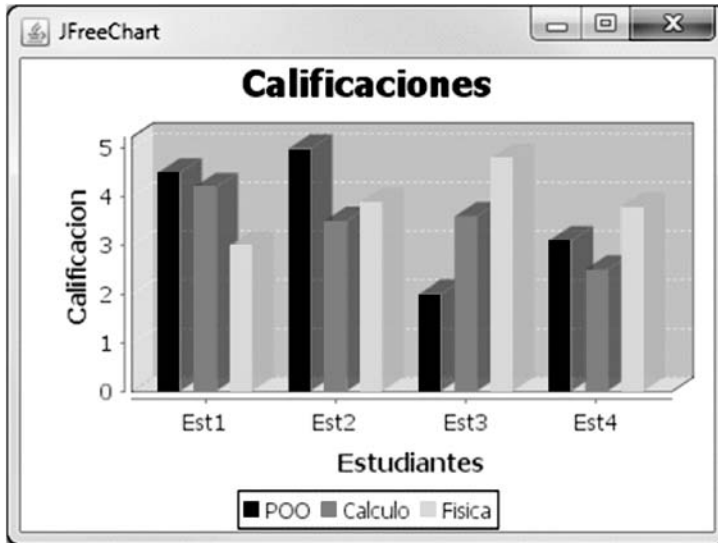 JFreeChart
Calificaciones
5
4
3
2
1
0
Calificacion
Est1 Est2 Est3 Est4
Estudiantes
POO Calculo Fisica